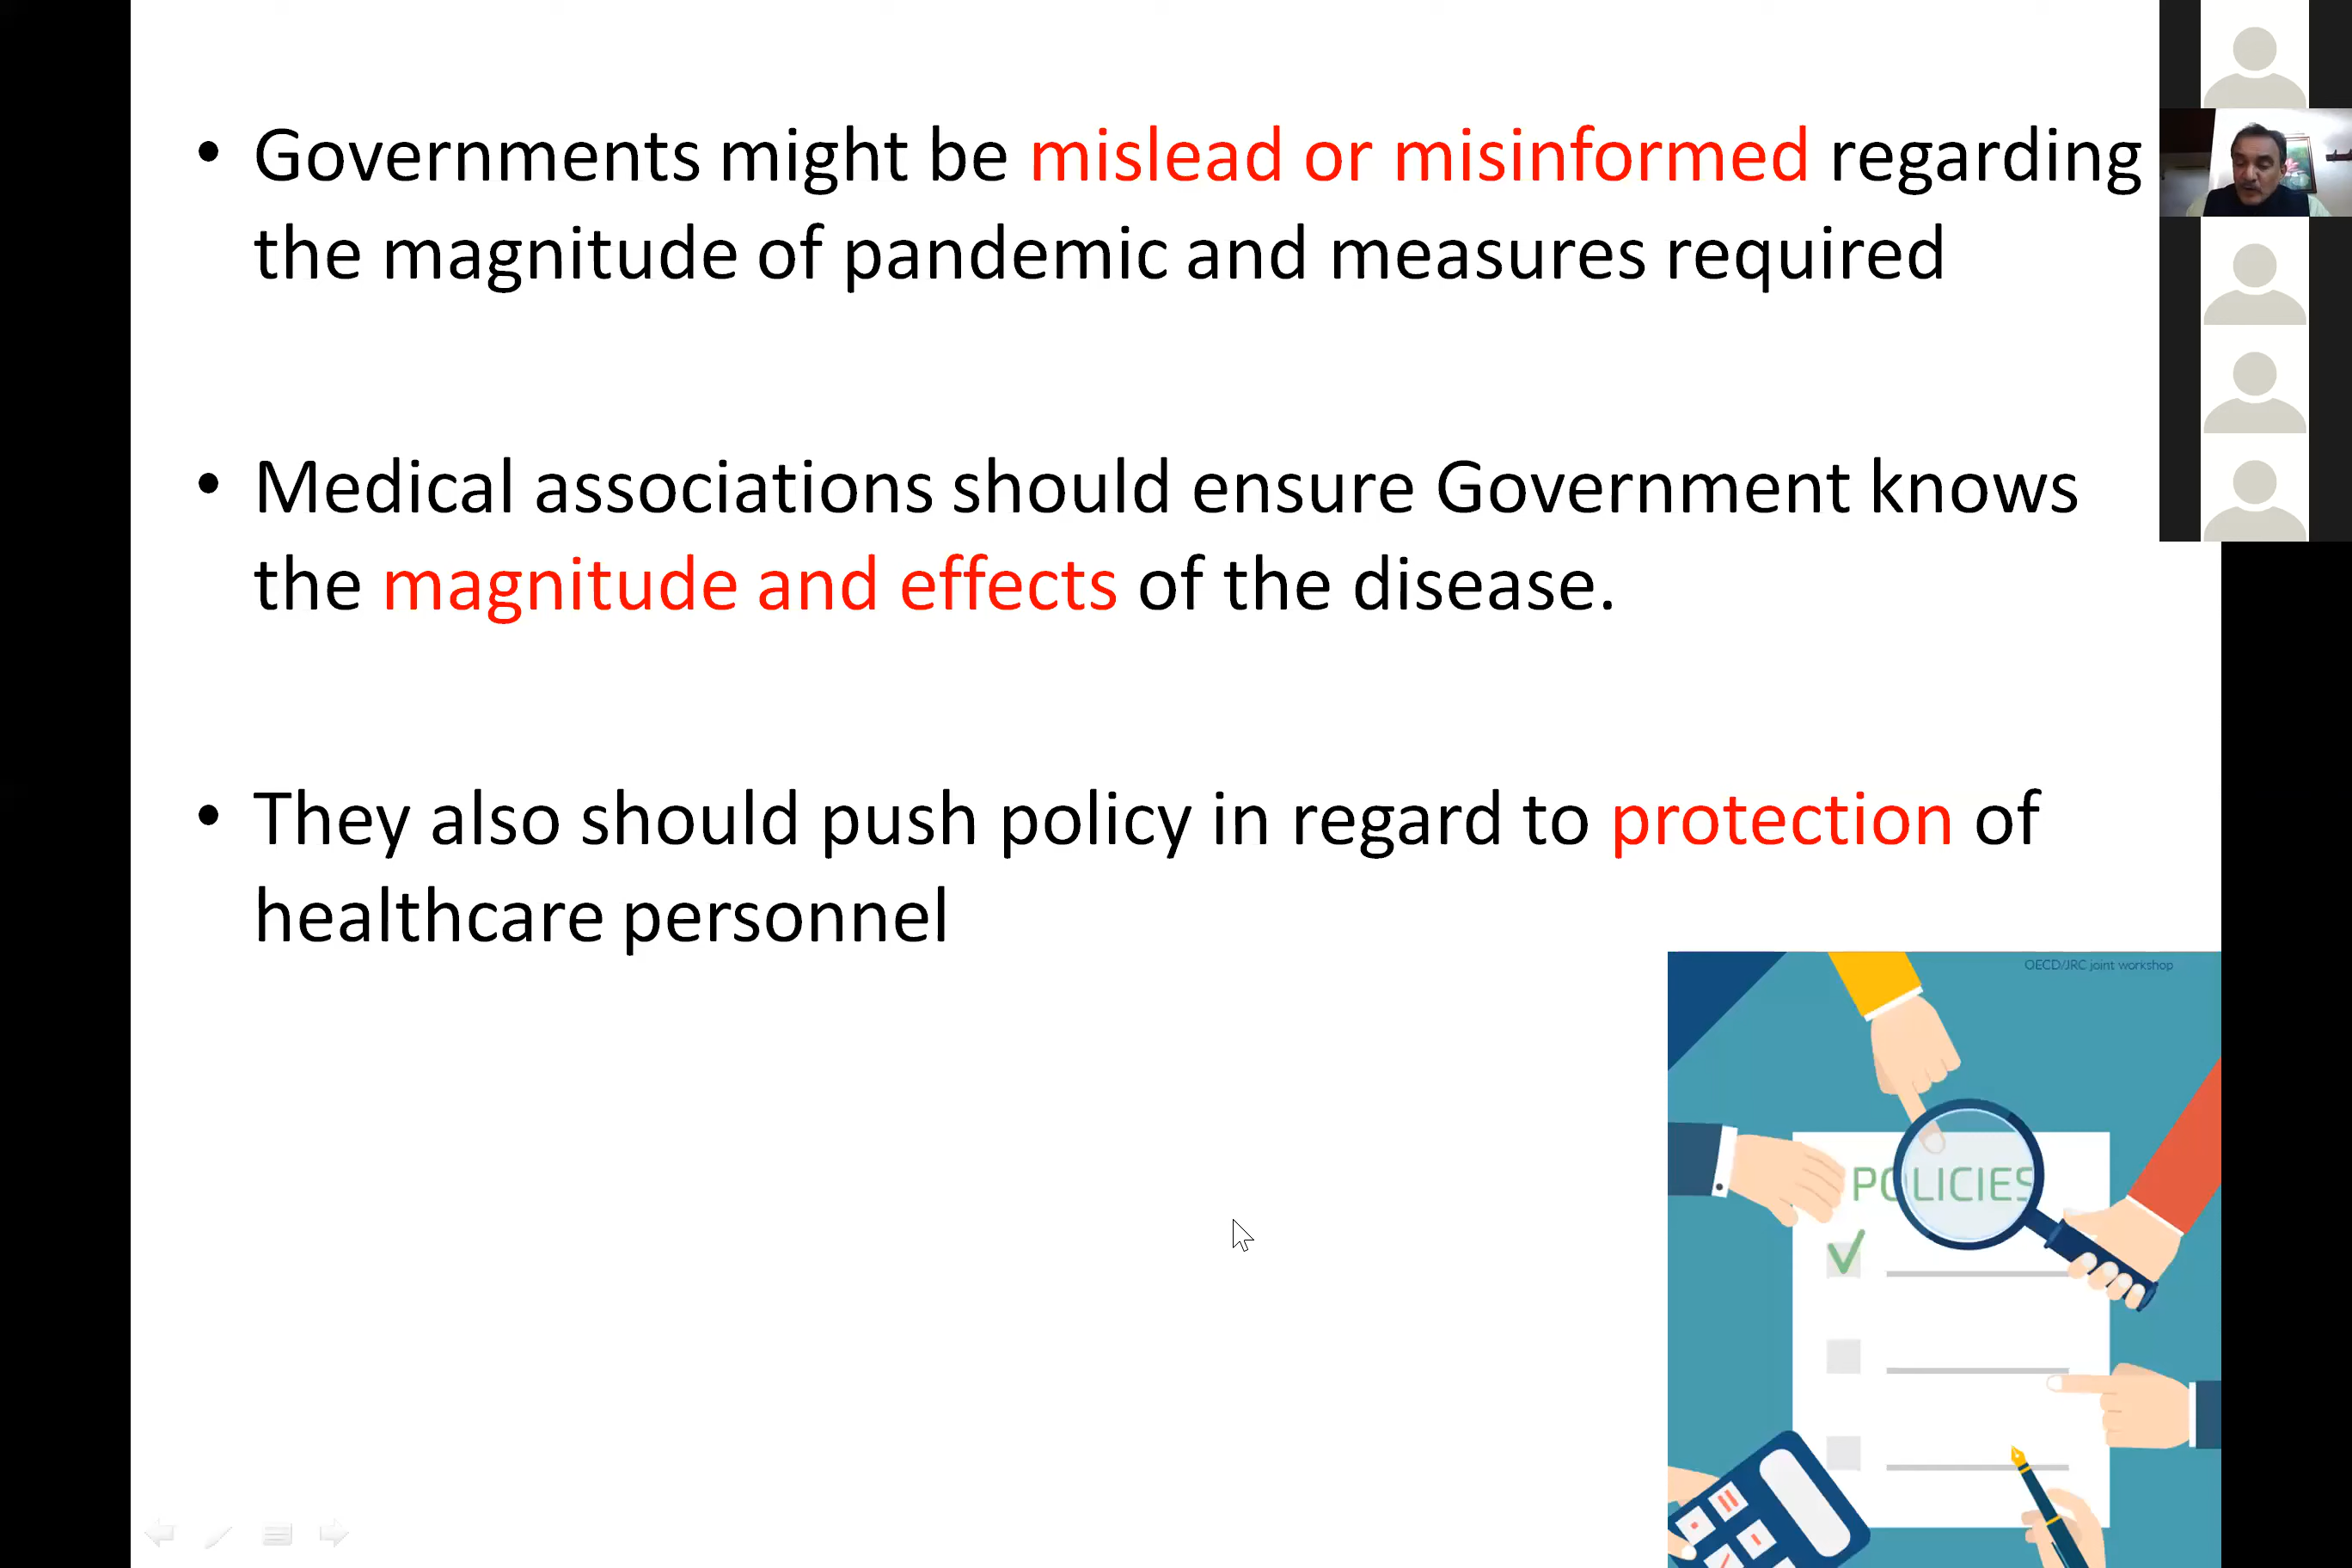 • Governments might be mislead or misinformed regarding
the magnitude of pandemic and measures required
• Medical associations should ensure Government knows
the magnitude and effects of the disease.
• They also should push policy in regard to protection of
healthcare personnel
OECD/JRC joint workshop
POLICIES